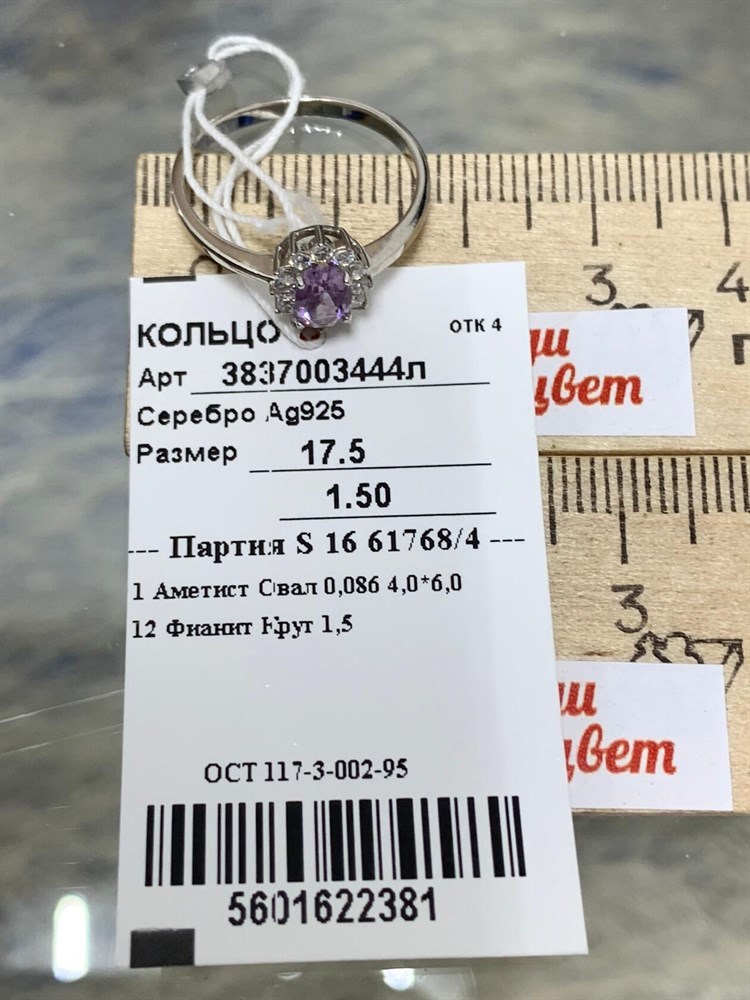 КОЛЬЦО
ОТК 4
Арт 3837003444л
Серебро Ag925
Размер 17.5
1.50
--- Партия S 16 61768/4 ---
1 Аметист Овал 0,086 4,0*6,0
12 Фианит Круг 1,5
ОСТ 117-3-002-95
5601622381
3
4
цвет
3
цвет